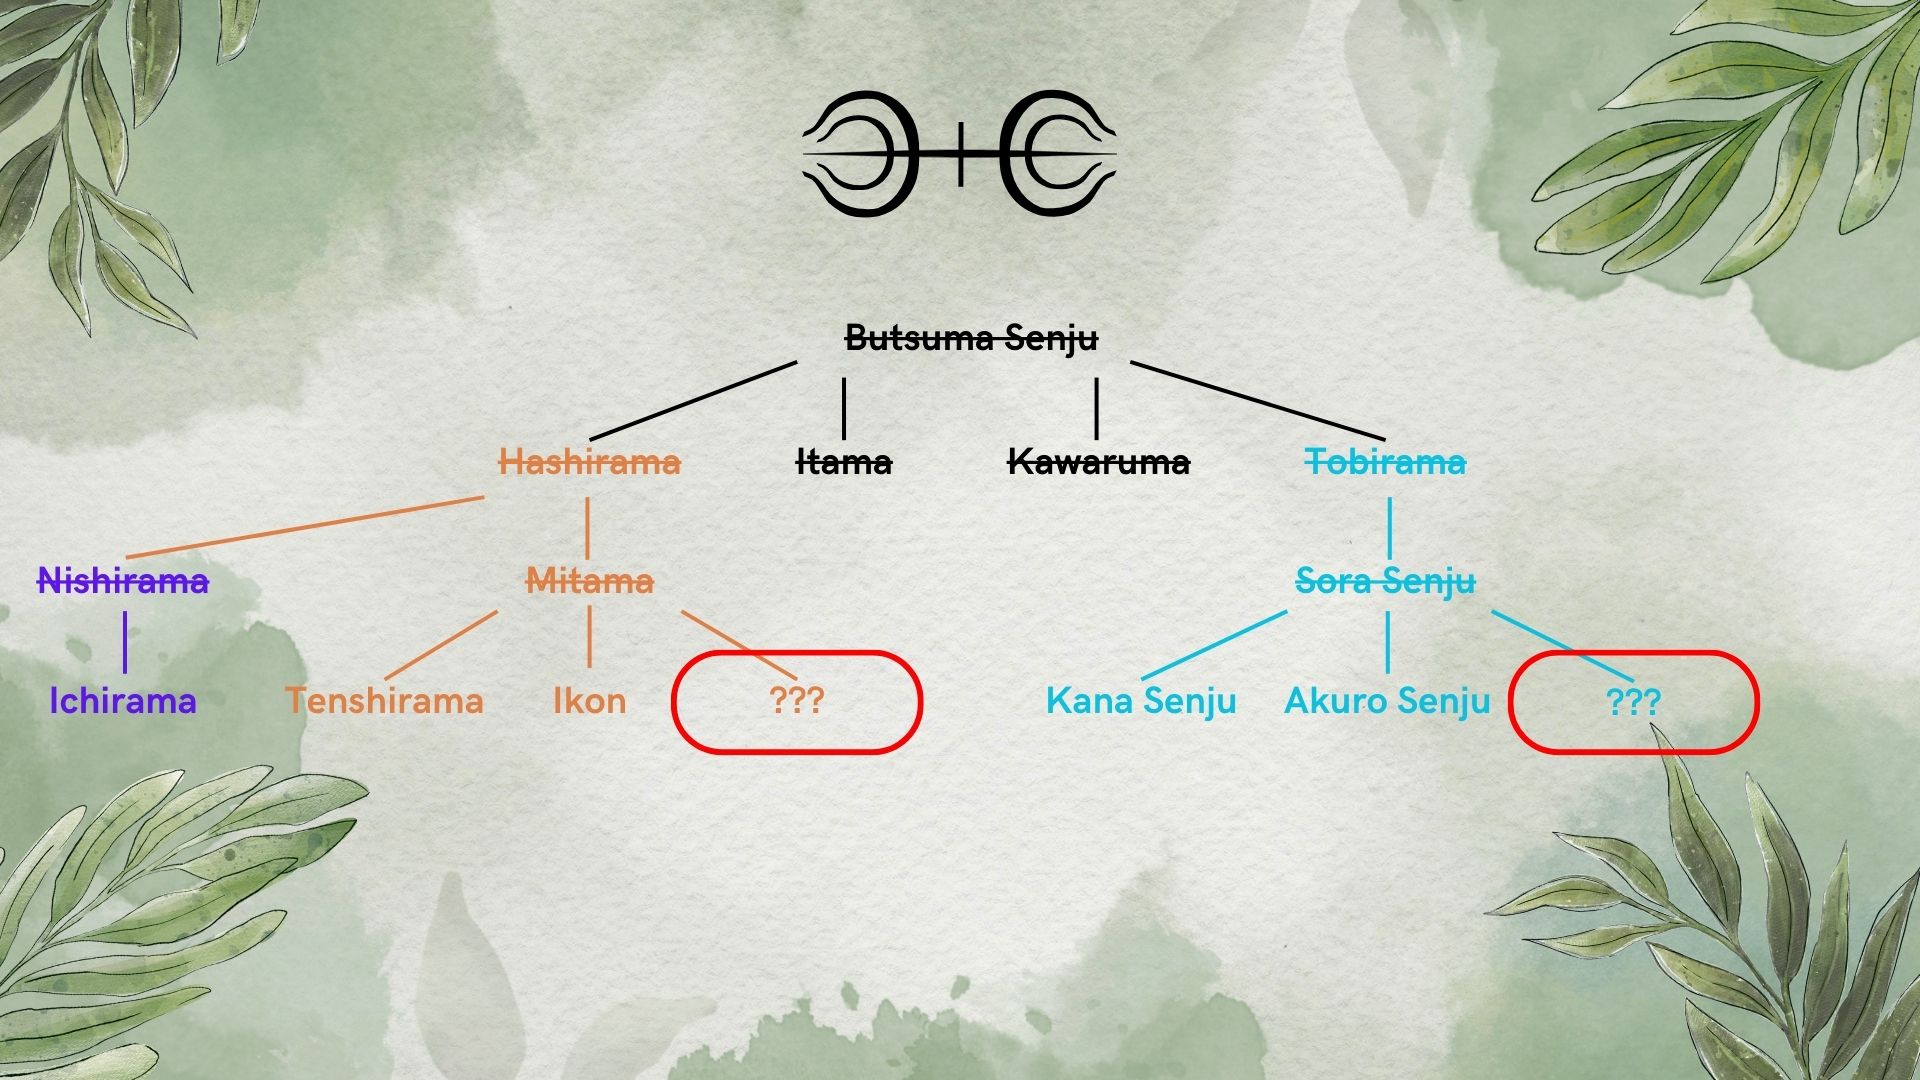 Butsuma Senju
Hashirama Itama Kawaruma Tobirama
Nishirama Mitama Sora Senju
Ichirama Tenshirama Ikon ??? Kana Senju Akuro Senju ???